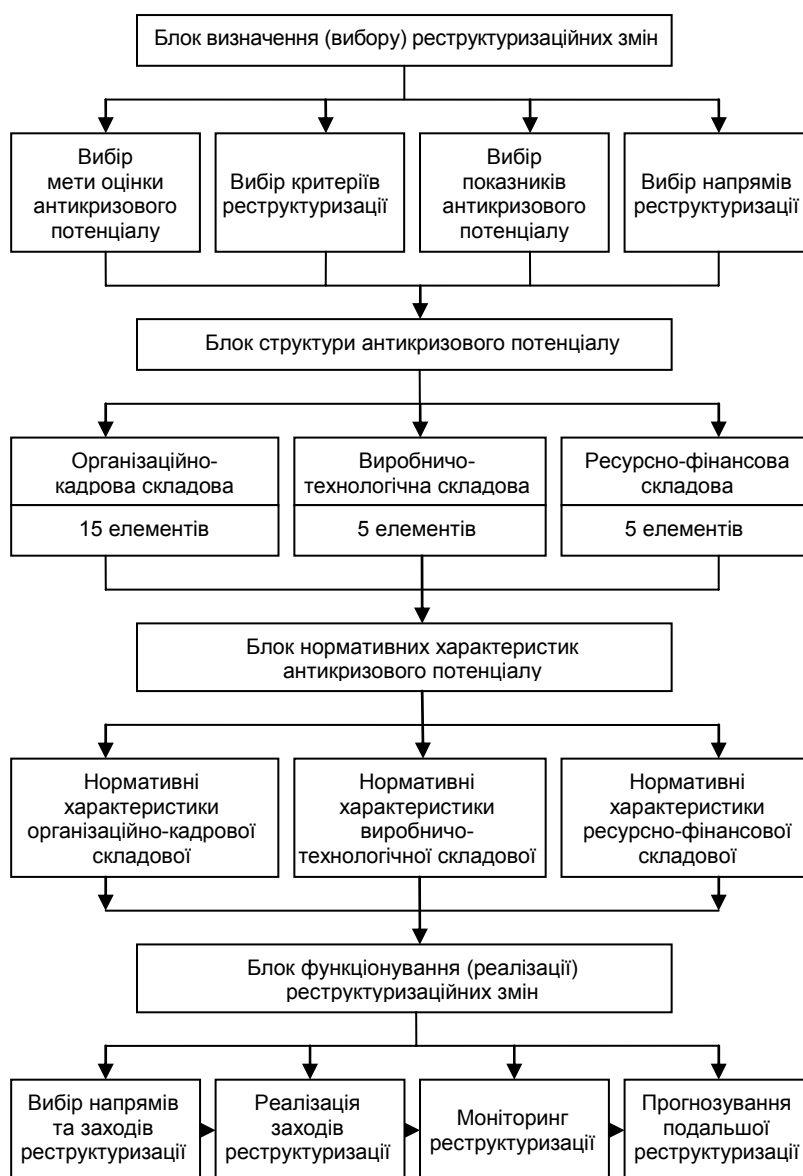 Блок визначення (вибору) реструктуризаційних змін
Вибір
мети оцінки
антикризового
потенціалу
Вибір критеріїв
реструктуризації
Вибір
показників
антикризового
потенціалу
Вибір напрямів
реструктуризації
Блок структури антикризового потенціалу
Організаційно-
кадрова складова
15 елементів
Виробничо-
технологічна складова
5 елементів
Ресурсно-фінансова
складова
5 елементів
Блок нормативних характеристик
антикризового потенціалу
Нормативні
характеристики
організаційно-кадрової
складової
Нормативні
характеристики
виробничо-
технологічної складової
Нормативні
характеристики
ресурсно-фінансової
складової
Блок функціонування (реалізації)
реструктуризаційних змін
Вибір напрямів
та заходів
реструктуризації
Реалізація
заходів
реструктуризації
Моніторинг
реструктуризації
Прогнозування
подальшої
реструктуризації